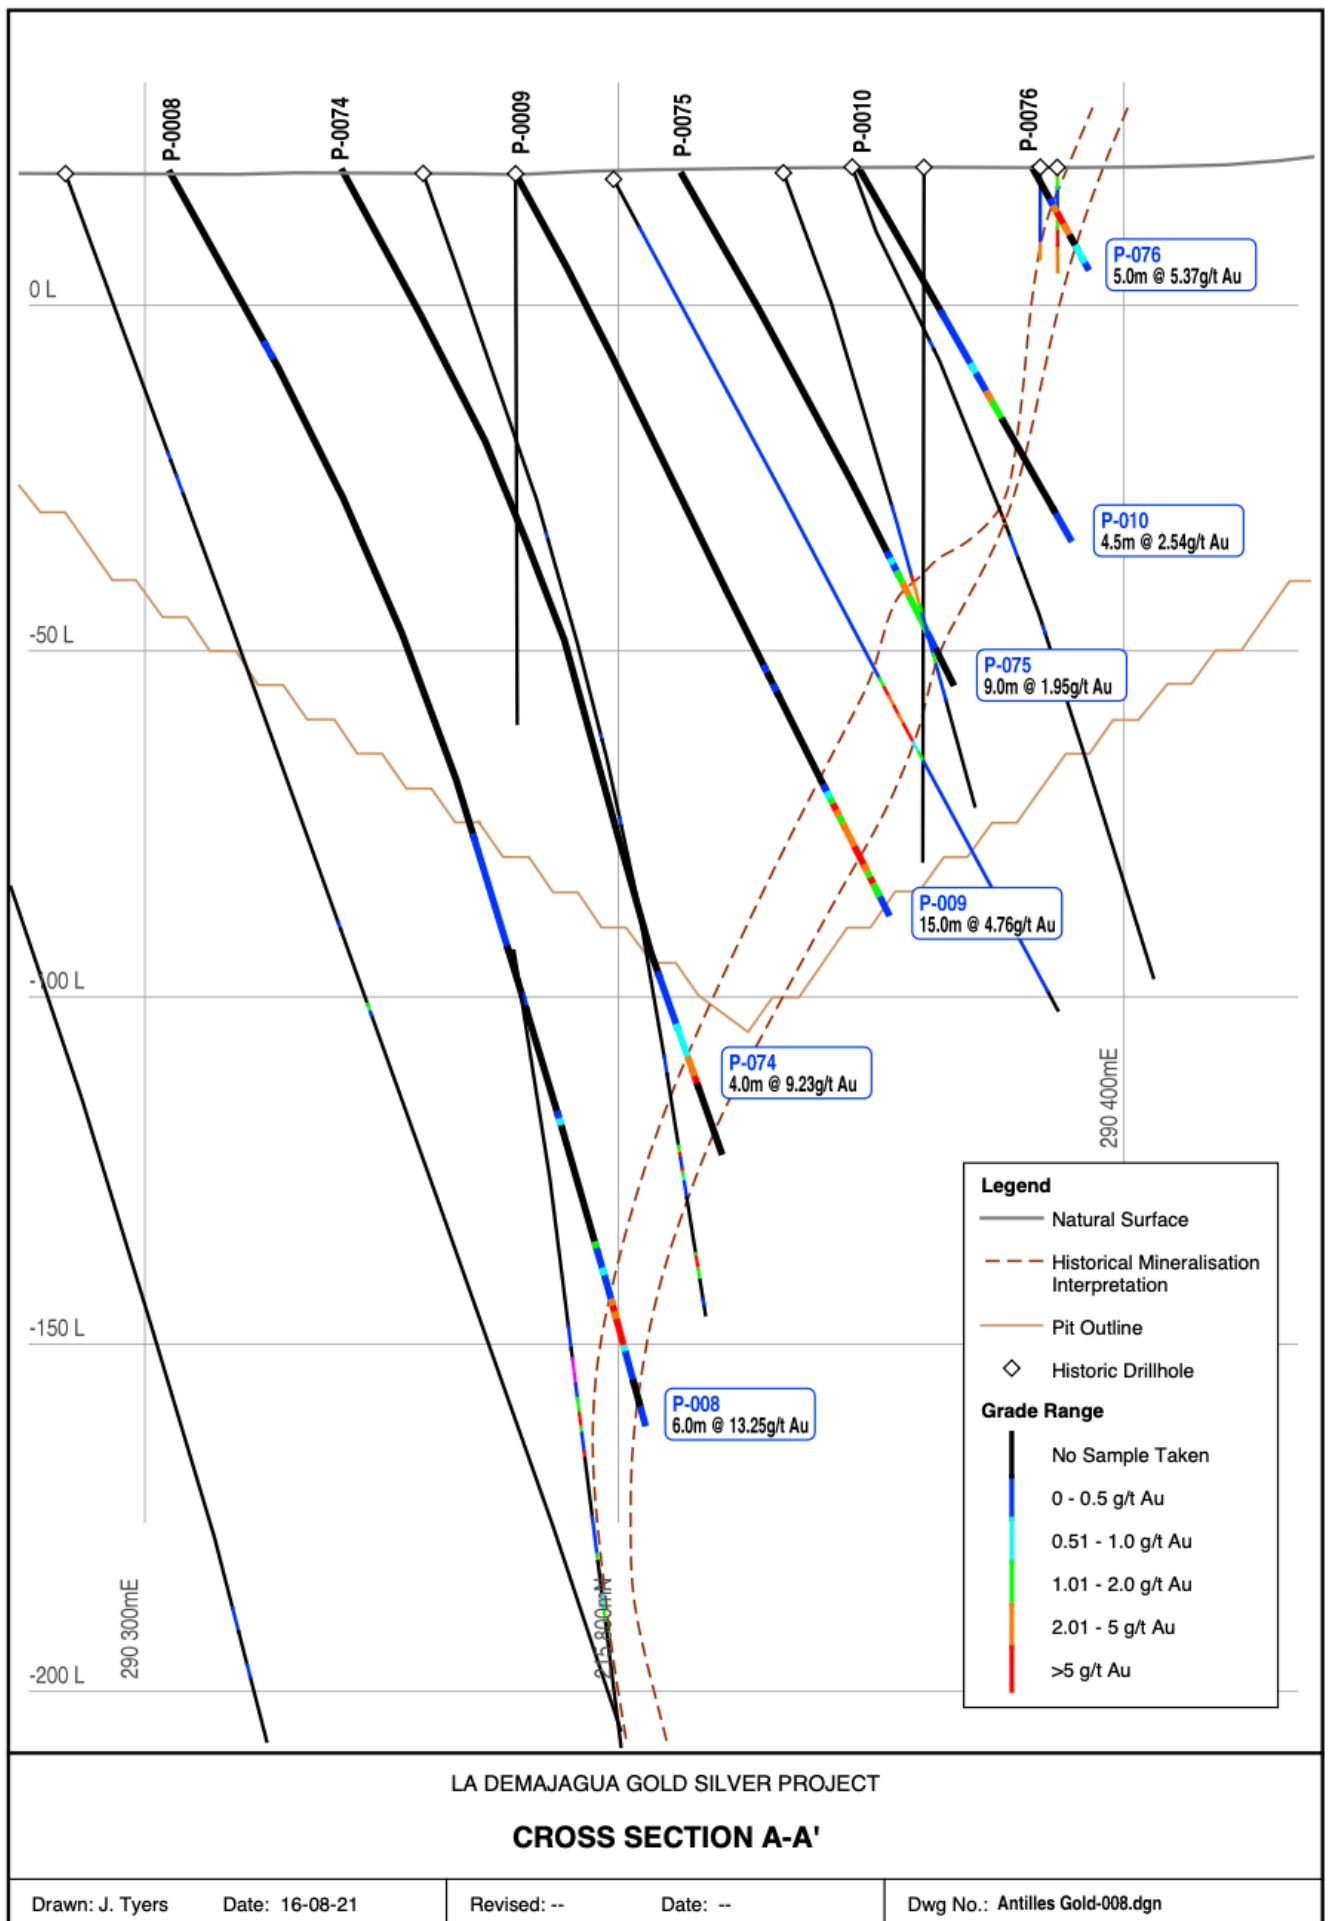 P-0008
P-0074
P-0009
P-0075
P-0010
P-0076
P-076
5.0m @ 5.37g/t Au
0 L
P-010
4.5m @ 2.54g/t Au
-50 L
P-075
9.0m @ 1.95g/t Au
P-009
15.0m @ 4.76g/t Au
-100 L
P-074
4.0m @ 9.23g/t Au
290 400mE
-150 L
P-008
6.0m @ 13.25g/t Au
290 300mE
215 800mN
-200 L
Legend
Natural Surface
Historical Mineralisation
Interpretation
Pit Outline
Historic Drillhole
Grade Range
No Sample Taken
0 - 0.5 g/t Au
0.51 - 1.0 g/t Au
1.01 - 2.0 g/t Au
2.01 - 5 g/t Au
>5 g/t Au
LA DEMAJAGUA GOLD SILVER PROJECT
CROSS SECTION A-A'
Drawn: J. Tyers Date: 16-08-21 Revised: -- Date: -- Dwg No.: Antilles Gold-008.dgn